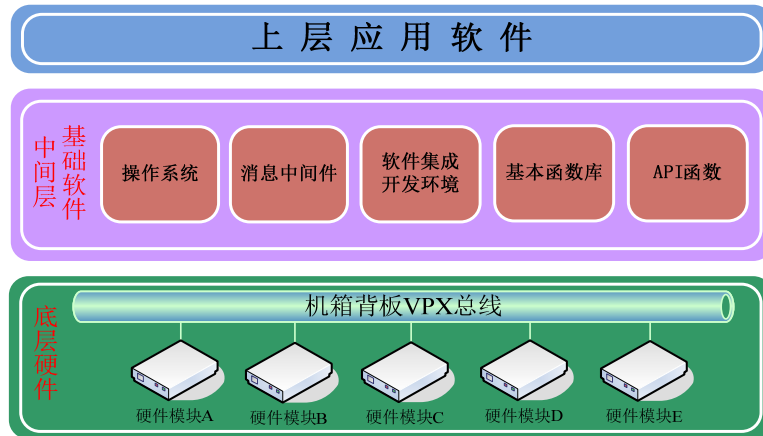 上层应用软件
中间层
基础软件
操作系统
消息中间件
软件集成
开发环境
基本函数库
API函数
底层硬件
机箱背板VPX总线
硬件模块A
硬件模块B
硬件模块C
硬件模块D
硬件模块E